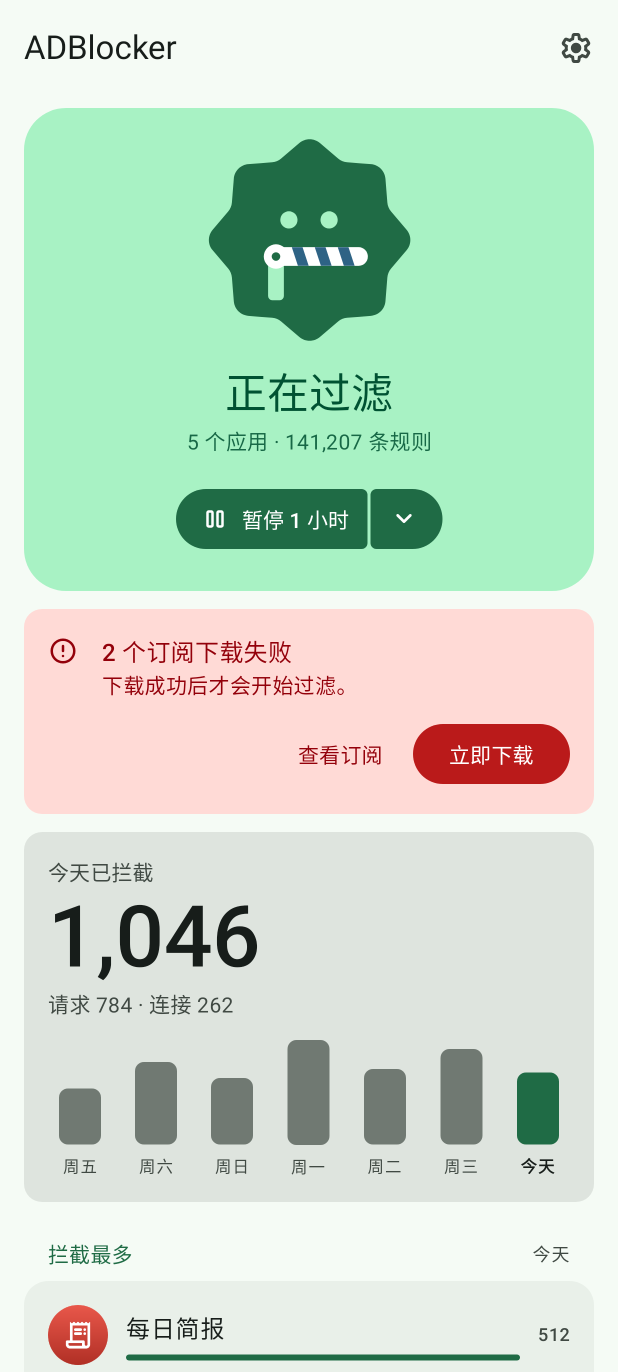 ADBlocker
正在过滤
5 个应用 · 141,207 条规则
暂停 1 小时
2 个订阅下载失败
下载成功后才会开始过滤。
查看订阅
立即下载
今天已拦截
1,046
请求 784 · 连接 262
周五 周六 周日 周一 周二 周三 今天
拦截最多 今天
每日简报 512